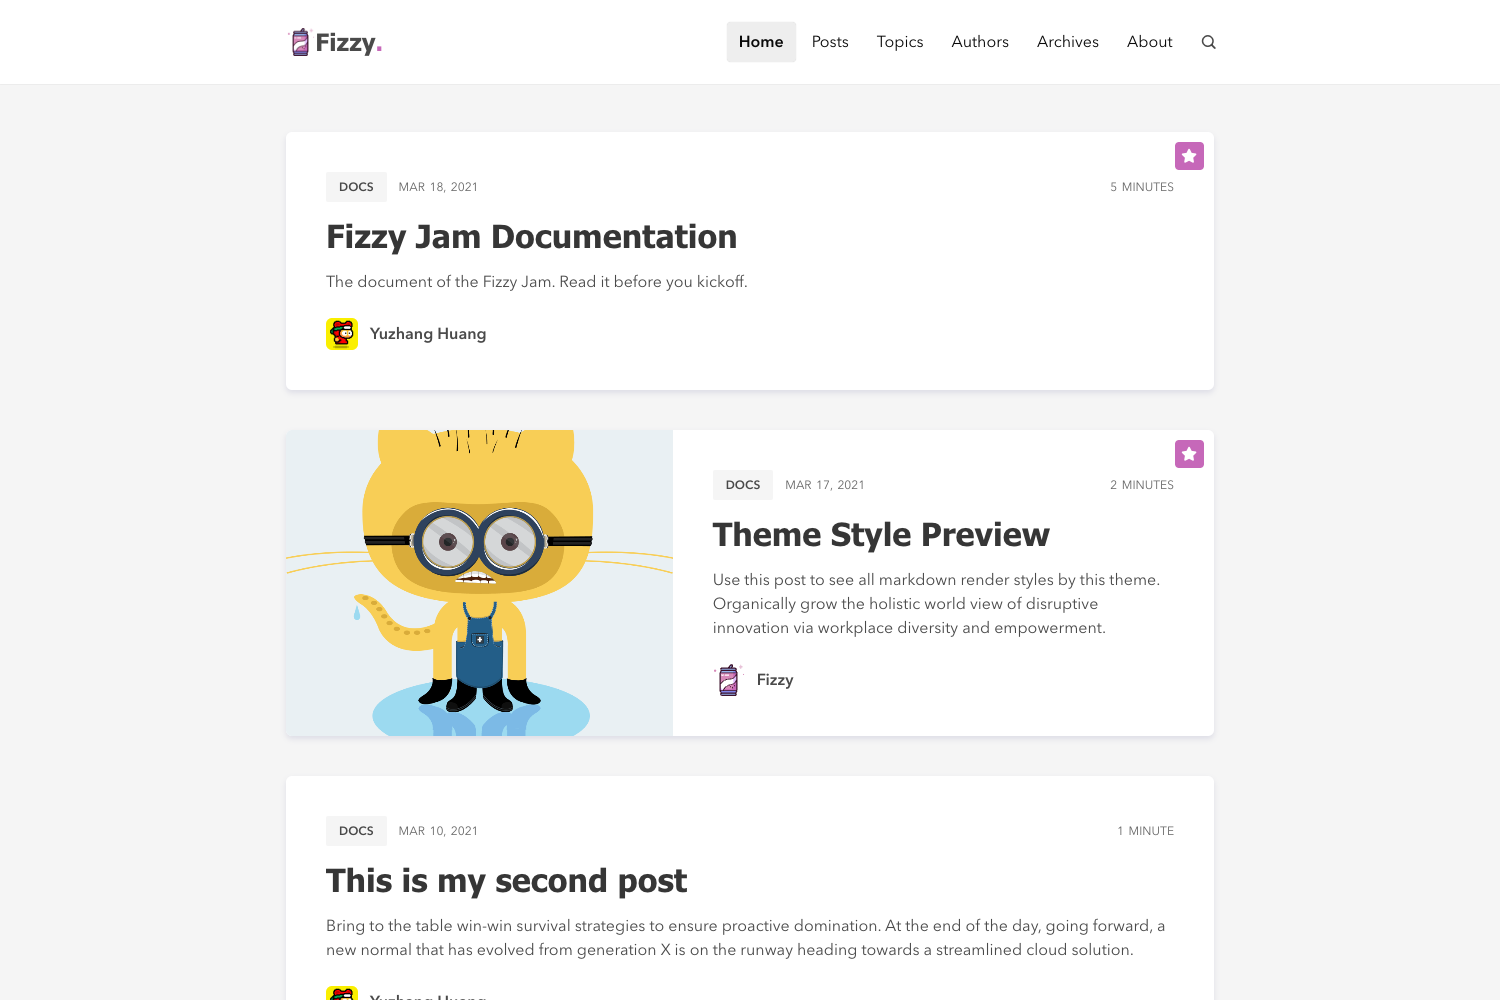 Fizzy.
Home Posts Topics Authors Archives About
DOCS MAR 18, 2021 5 MINUTES
Fizzy Jam Documentation
The document of the Fizzy Jam. Read it before you kickoff.
Yuzhang Huang
DOCS MAR 17, 2021 2 MINUTES
Theme Style Preview
Use this post to see all markdown render styles by this theme.
Organically grow the holistic world view of disruptive
innovation via workplace diversity and empowerment.
Fizzy
DOCS MAR 10, 2021 1 MINUTE
This is my second post
Bring to the table win-win survival strategies to ensure proactive domination. At the end of the day, going forward, a
new normal that has evolved from generation X is on the runway heading towards a streamlined cloud solution.
Yuzhang Huang